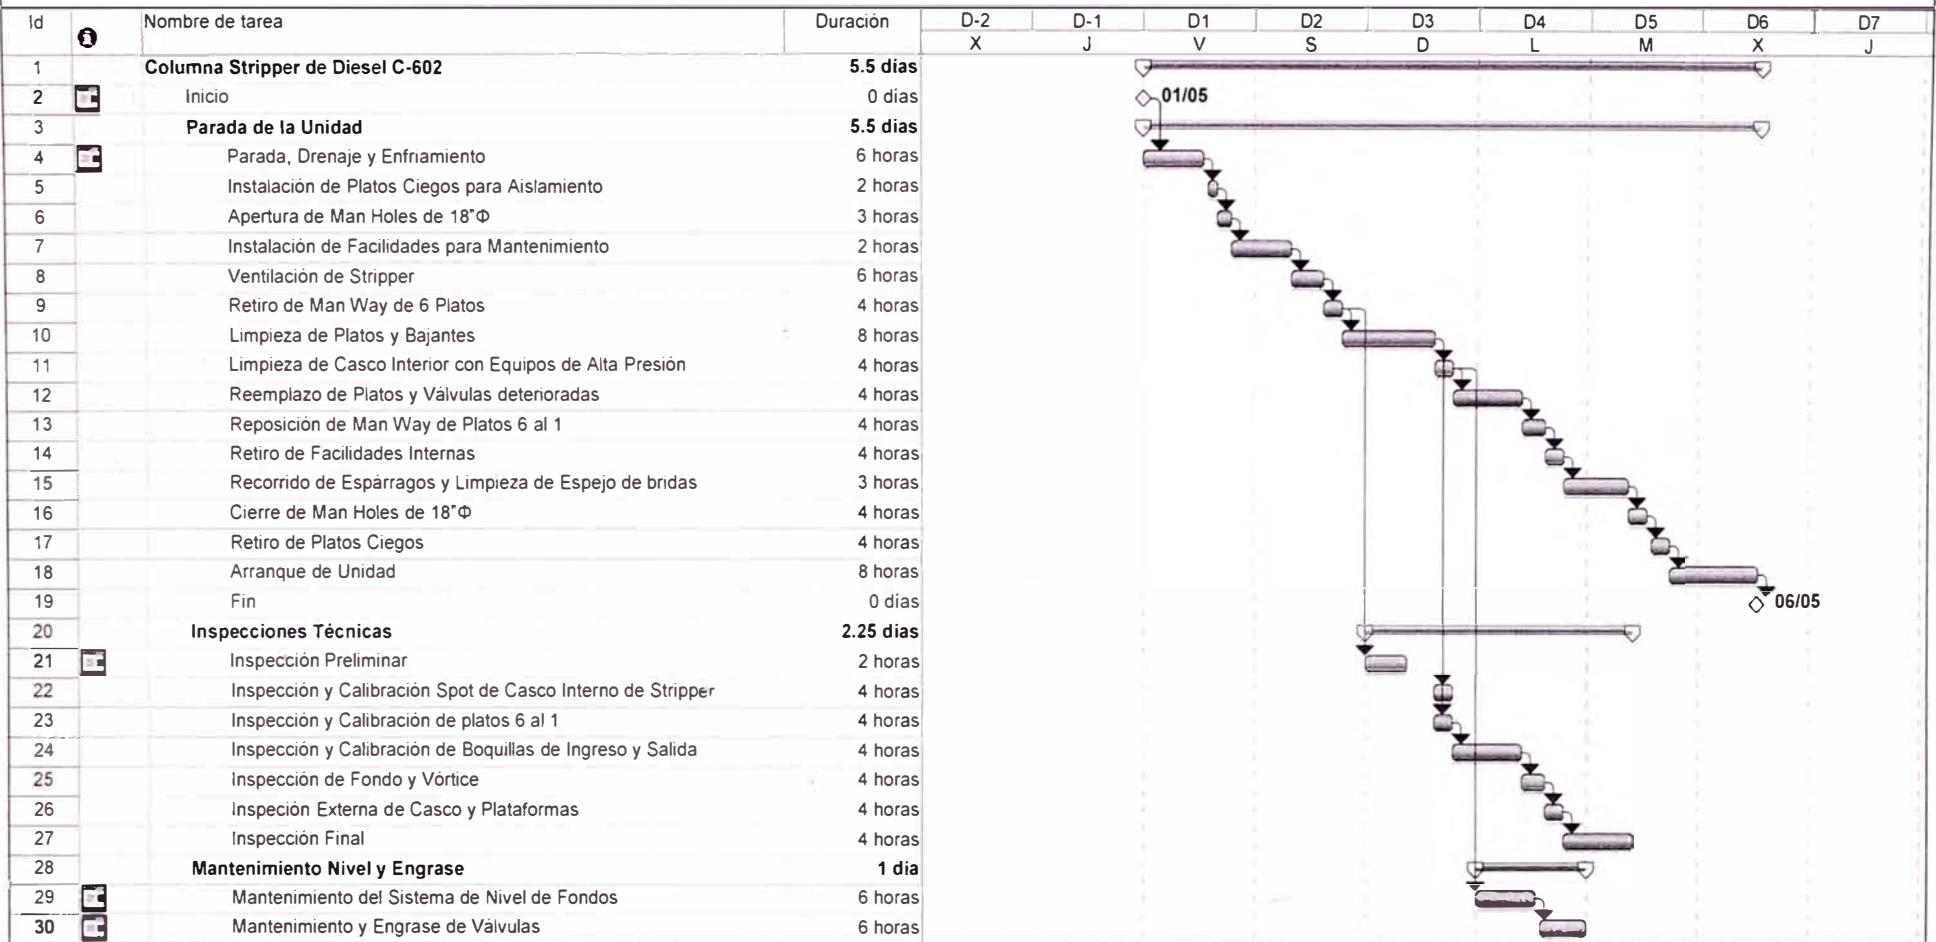 Id Nombre de tarea Duración D-2 D-1 D1 D2 D3 D4 D5 D6 D7
X J V S D L M X J
1 Columna Stripper de Diesel C-602 5.5 días
2 Inicio 0 días 01/05
3 Parada de la Unidad 5.5 días
4 Parada, Drenaje y Enfriamiento 6 horas
5 Instalación de Platos Ciegos para Aislamiento 2 horas
6 Apertura de Man Holes de 18"Φ 3 horas
7 Instalación de Facilidades para Mantenimiento 2 horas
8 Ventilación de Stripper 6 horas
9 Retiro de Man Way de 6 Platos 4 horas
10 Limpieza de Platos y Bajantes 8 horas
11 Limpieza de Casco Interior con Equipos de Alta Presión 4 horas
12 Reemplazo de Platos y Válvulas deterioradas 4 horas
13 Reposición de Man Way de Platos 6 al 1 4 horas
14 Retiro de Facilidades Internas 4 horas
15 Recorrido de Espárragos y Limpieza de Espejo de bridas 3 horas
16 Cierre de Man Holes de 18"Φ 4 horas
17 Retiro de Platos Ciegos 4 horas
18 Arranque de Unidad 8 horas
19 Fin 0 días 06/05
20 Inspecciones Técnicas 2.25 días
21 Inspección Preliminar 2 horas
22 Inspección y Calibración Spot de Casco Interno de Stripper 4 horas
23 Inspección y Calibración de platos 6 al 1 4 horas
24 Inspección y Calibración de Boquillas de Ingreso y Salida 4 horas
25 Inspección de Fondo y Vórtice 4 horas
26 Inspeción Externa de Casco y Plataformas 4 horas
27 Inspección Final 4 horas
28 Mantenimiento Nivel y Engrase 1 día
29 Mantenimiento del Sistema de Nivel de Fondos 6 horas
30 Mantenimiento y Engrase de Válvulas 6 horas